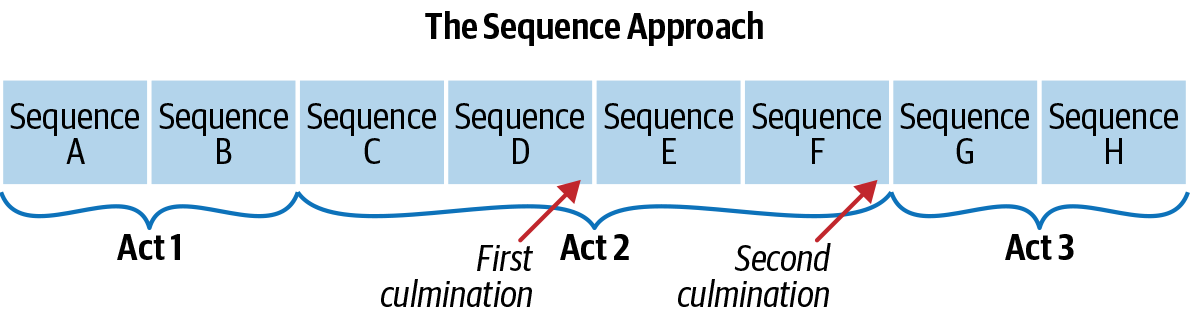 The Sequence Approach
Sequence
A
Sequence
B
Sequence
C
Sequence
D
Sequence
E
Sequence
F
Sequence
G
Sequence
H
Act 1
First
culmination
Act 2
Second
culmination
Act 3